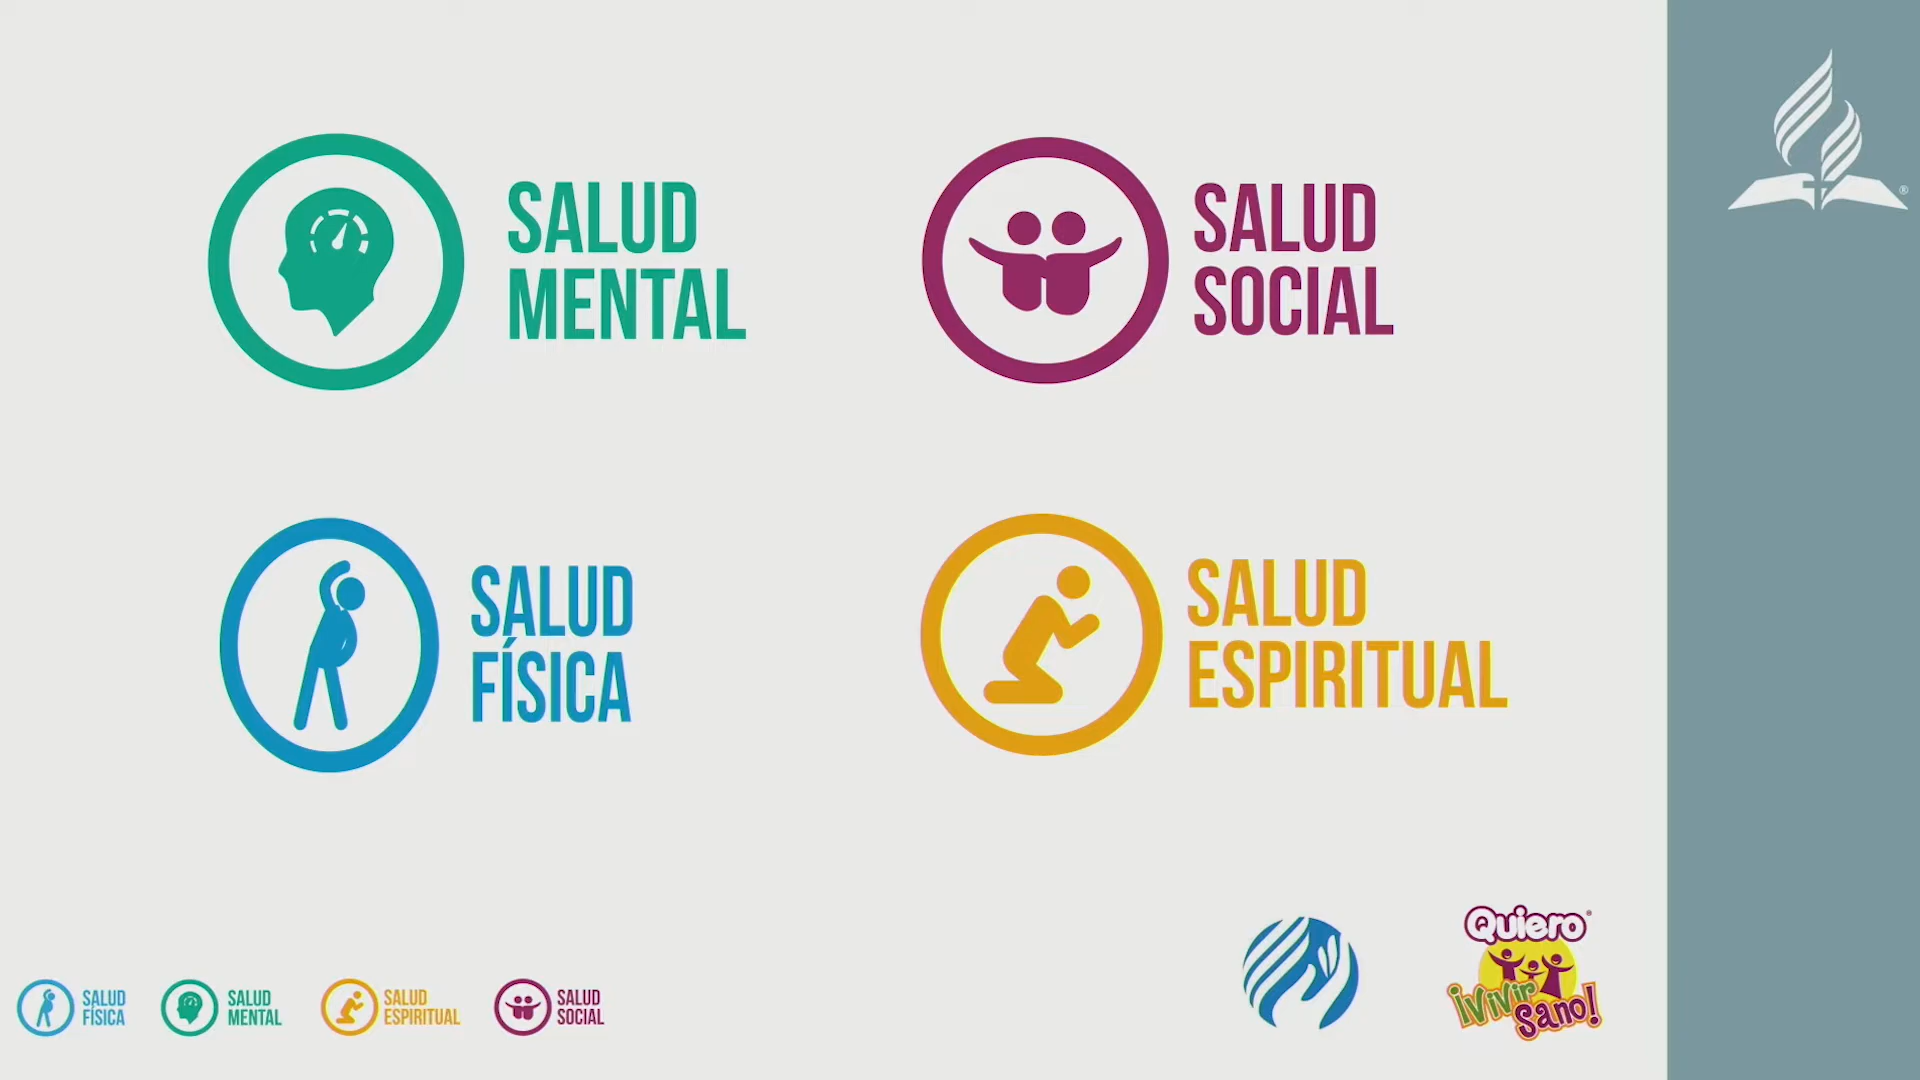 SALUD
MENTAL
SALUD
SOCIAL
SALUD
FÍSICA
SALUD
ESPIRITUAL
Quiero®
¡Vivir
Sano!
SALUD
FÍSICA
SALUD
MENTAL
SALUD
ESPIRITUAL
SALUD
SOCIAL
®